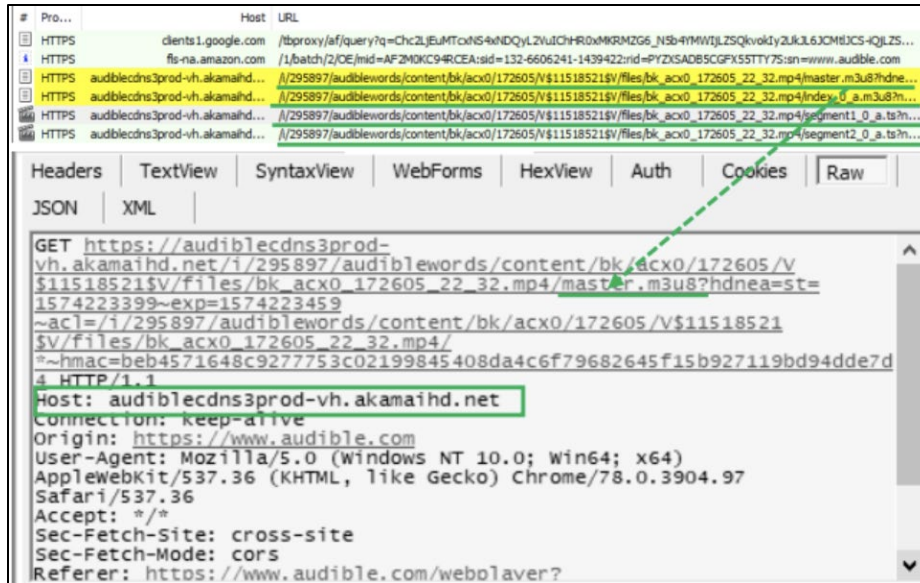 # Pro... Host URL
HTTPS clients1.google.com /tbproxy/af/query?q=Chc2LjEuMTcxNS4xNDQyL2VuIChHR0xMKRMZG6_N5b4YMWIjLZSQkvokIy2UkJL6JCMtIJCS-iQjLZS...
HTTPS fls-na.amazon.com /1/batch/2/OE/mid=AF2M0KC94RCEA:sid=132-6606241-1439422:rid=PYZXSADB5CGFX55TTY7S:sn=www.audible.com
HTTPS audiblecdns3prod-vh.akamaihd... /i/295897/audiblewords/content/bk/acx0/172605/V$11518521$V/files/bk_acx0_172605_22_32.mp4/master.m3u8?hdne...
HTTPS audiblecdns3prod-vh.akamaihd... /i/295897/audiblewords/content/bk/acx0/172605/V$11518521$V/files/bk_acx0_172605_22_32.mp4/index_0_a.m3u8?n...
HTTPS audiblecdns3prod-vh.akamaihd... /i/295897/audiblewords/content/bk/acx0/172605/V$11518521$V/files/bk_acx0_172605_22_32.mp4/segment1_0_a.ts?n...
HTTPS audiblecdns3prod-vh.akamaihd... /i/295897/audiblewords/content/bk/acx0/172605/V$11518521$V/files/bk_acx0_172605_22_32.mp4/segment2_0_a.ts?n...
Headers TextView SyntaxView WebForms HexView Auth Cookies Raw
JSON XML
GET https://audiblecdns3prod-
vh.akamaihd.net/i/295897/audiblewords/content/bk/acx0/172605/V
$11518521$V/files/bk_acx0_172605_22_32.mp4/master.m3u8?hdnea=st=
1574223399~exp=1574223459
~acl=/i/295897/audiblewords/content/bk/acx0/172605/V$11518521
$V/files/bk_acx0_172605_22_32.mp4/
*~hmac=beb4571648c9277753c02199845408da4c6f79682645f15b927119bd94dde7d
4 HTTP/1.1
Host: audiblecdns3prod-vh.akamaihd.net
Connection: keep-alive
Origin: https://www.audible.com
User-Agent: Mozilla/5.0 (Windows NT 10.0; Win64; x64)
AppleWebKit/537.36 (KHTML, like Gecko) Chrome/78.0.3904.97
Safari/537.36
Accept: */*
Sec-Fetch-Site: cross-site
Sec-Fetch-Mode: cors
Referer: https://www.audible.com/webplayer?